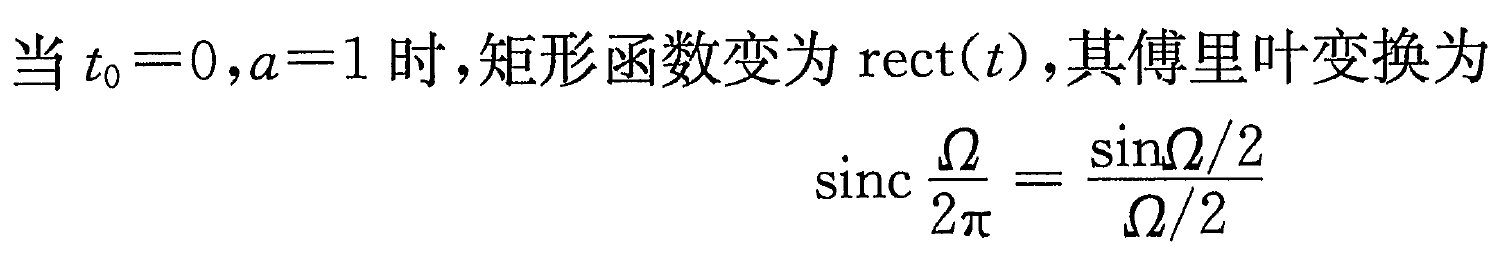 当 t₀=0,a=1 时,矩形函数变为 rect(t),其傅里叶变换为
sinc Ω/2π = sinΩ/2 / Ω/2